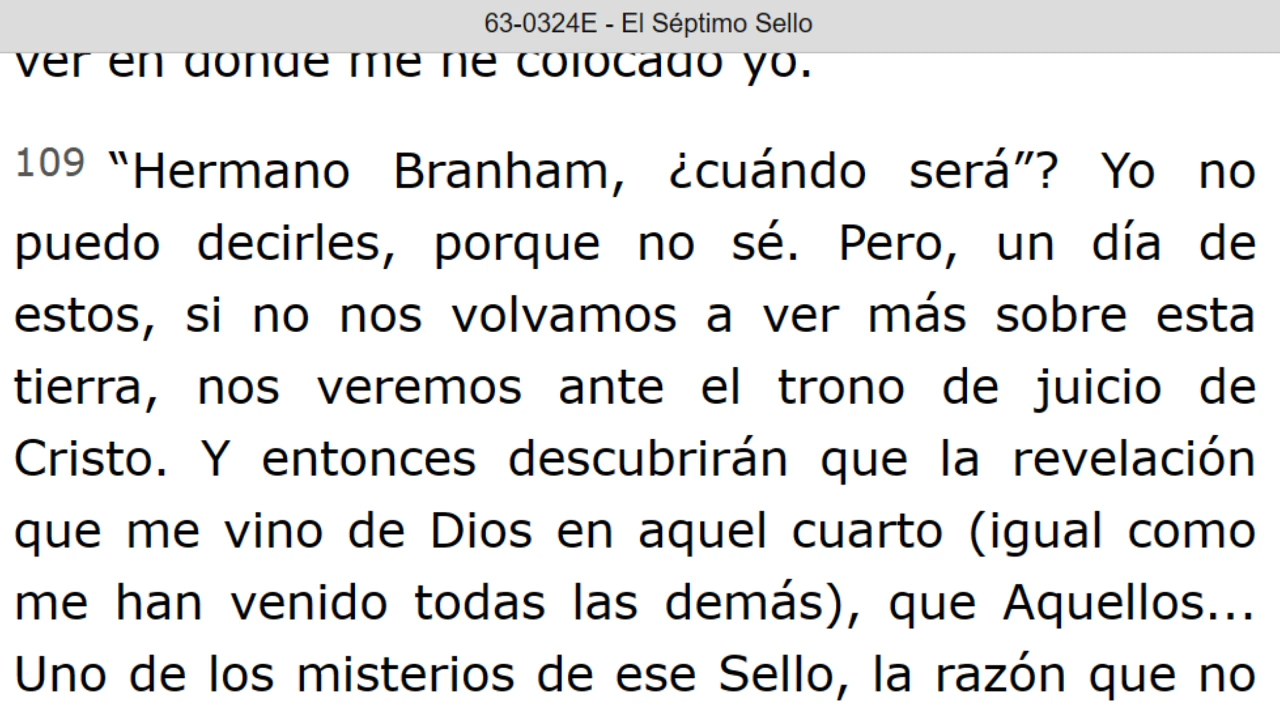 63-0324E - El Séptimo Sello
ver en donde me he colocado yo.
109 “Hermano Branham, ¿cuándo será”? Yo no
puedo decirles, porque no sé. Pero, un día de
estos, si no nos volvamos a ver más sobre esta
tierra, nos veremos ante el trono de juicio de
Cristo. Y entonces descubrirán que la revelación
que me vino de Dios en aquel cuarto (igual como
me han venido todas las demás), que Aquellos...
Uno de los misterios de ese Sello, la razón que no